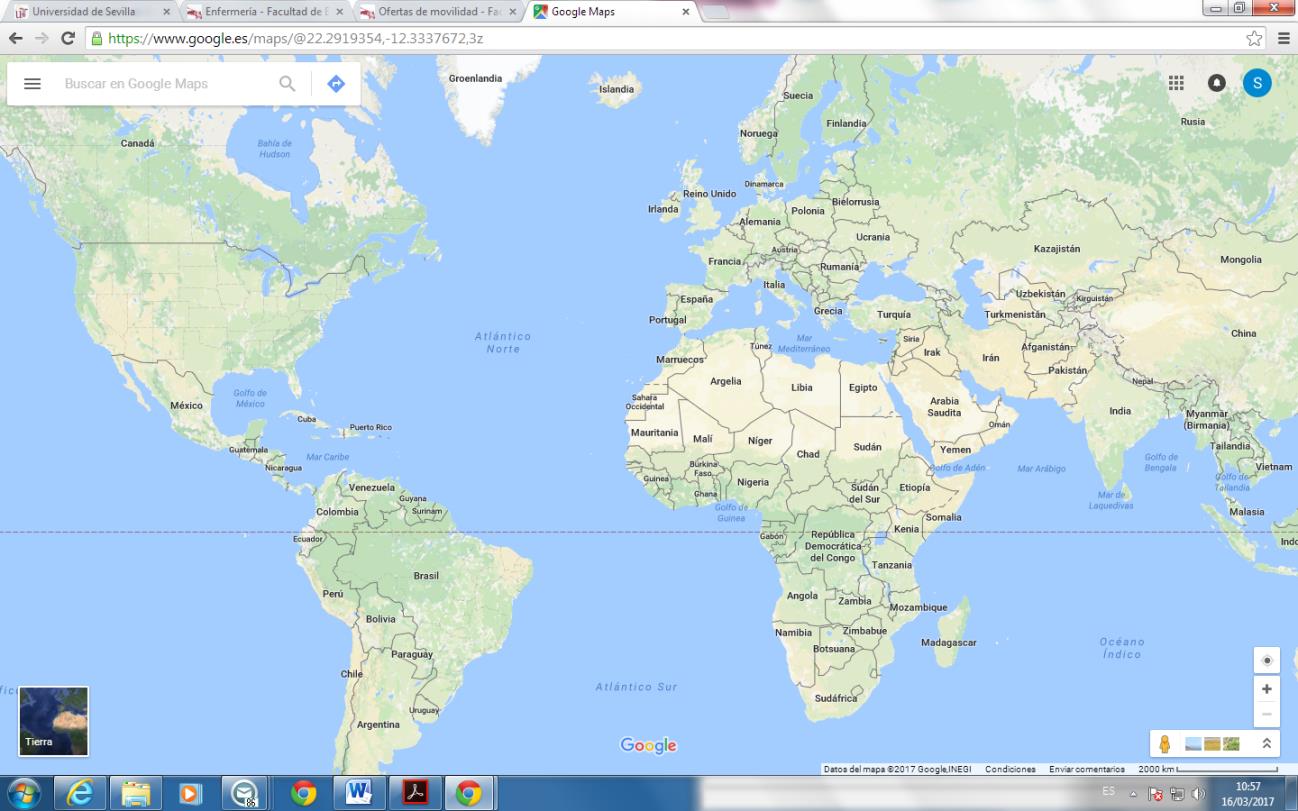 Universidad de Sevilla
Enfermería - Facultad de E
Ofertas de movilidad - Fac
Google Maps
https://www.google.es/maps/@22.2919354,-12.3337672,3z
Buscar en Google Maps
S
Groenlandia
Islandia
Suecia
Finlandia
Noruega
Rusia
Canadá
Bahía de
Hudson
Dinamarca
Reino Unido
Irlanda
Polonia
Bielorrusia
Alemania
Ucrania
Austria
Francia
Rumanía
Kazajistán
Mongolia
Italia
España
Portugal
Grecia
Turquía
Uzbekistán
Kirguistán
Turkmenistán
China
Atlántico
Norte
Mar
Mediterráneo
Túnez
Marruecos
Siria
Irak
Irán
Afganistán
Pakistán
Nepal
Argelia
Libia
Egipto
Golfo de
México
México
Sahara
Occidental
Arabia
Saudita
Omán
India
Myanmar
(Birmania)
Cuba
Puerto Rico
Mauritania
Malí
Níger
Chad
Sudán
Yemen
Tailandia
Guatemala
Mar Caribe
Nicaragua
Burkina
Faso
Guinea
Ghana
Nigeria
Golfo de Adén
Mar Arábigo
Golfo de
Bengala
Vietnam
Golfo de
Tailandia
Venezuela
Guyana
Surinam
Colombia
Golfo de
Guinea
Sudán
del Sur
Etiopía
Somalia
Mar de
Laquedivas
Malasia
Ecuador
Gabón
República
Democrática
del Congo
Kenia
Indo
Tanzania
Brasil
Perú
Bolivia
Angola
Zambia
Mozambique
Namibia
Zimbabue
Botsuana
Madagascar
Océano
Índico
Paraguay
Chile
Atlántico Sur
Sudáfrica
Uruguay
Argentina
Tierra
Google
Datos del mapa ©2017 Google, INEGI
Condiciones
Enviar comentarios
2000 km
86
ES
10:57
16/03/2017